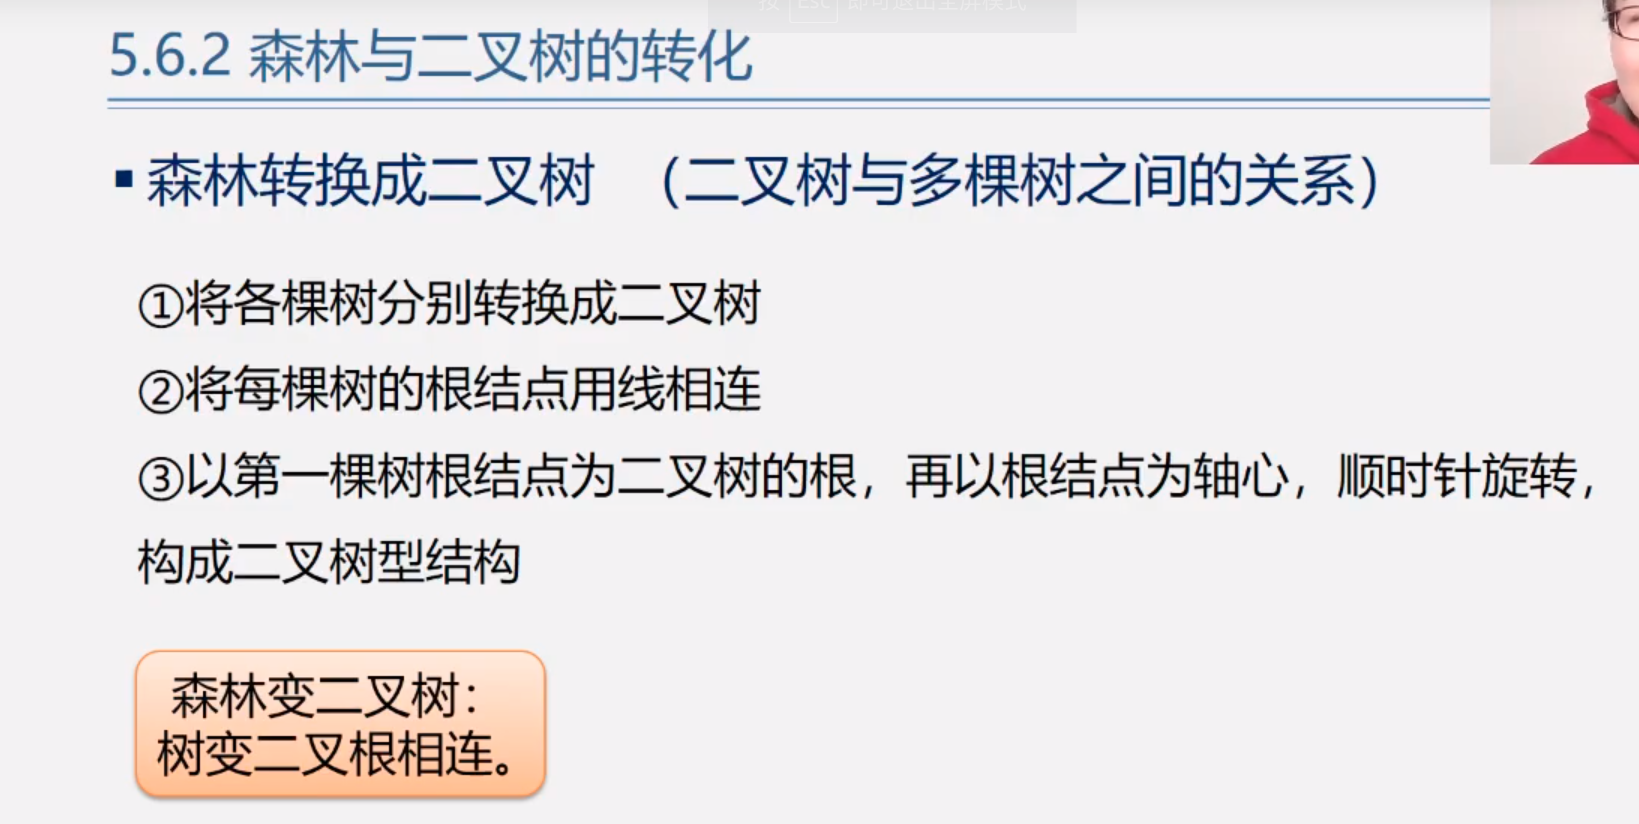 按 Esc 即可退出全屏模式
5.6.2 森林与二叉树的转化
▪ 森林转换成二叉树 （二叉树与多棵树之间的关系）
①将各棵树分别转换成二叉树
②将每棵树的根结点用线相连
③以第一棵树根结点为二叉树的根，再以根结点为轴心，顺时针旋转，
构成二叉树型结构
森林变二叉树：
树变二叉根相连。